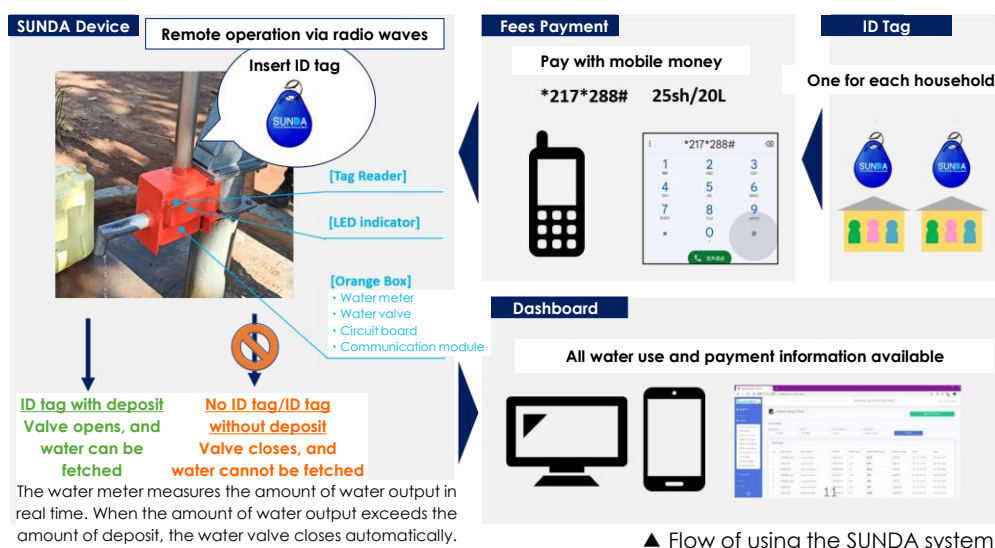 SUNDA Device
Remote operation via radio waves
Insert ID tag
SUNDA
[Tag Reader]
[LED indicator]
[Orange Box]
・Water meter
・Water valve
・Circuit board
・Communication module
ID tag with deposit
Valve opens, and
water can be
fetched
No ID tag/ID tag
without deposit
Valve closes, and
water cannot be fetched
The water meter measures the amount of water output in
real time. When the amount of water output exceeds the
amount of deposit, the water valve closes automatically.
Fees Payment
Pay with mobile money
*217*288# 25sh/20L
*217*288#
1 2 3
4 5 6
7 8 9
* 0 #
ID Tag
One for each household
SUNDA SUNDA
Dashboard
All water use and payment information available
11
▲ Flow of using the SUNDA system